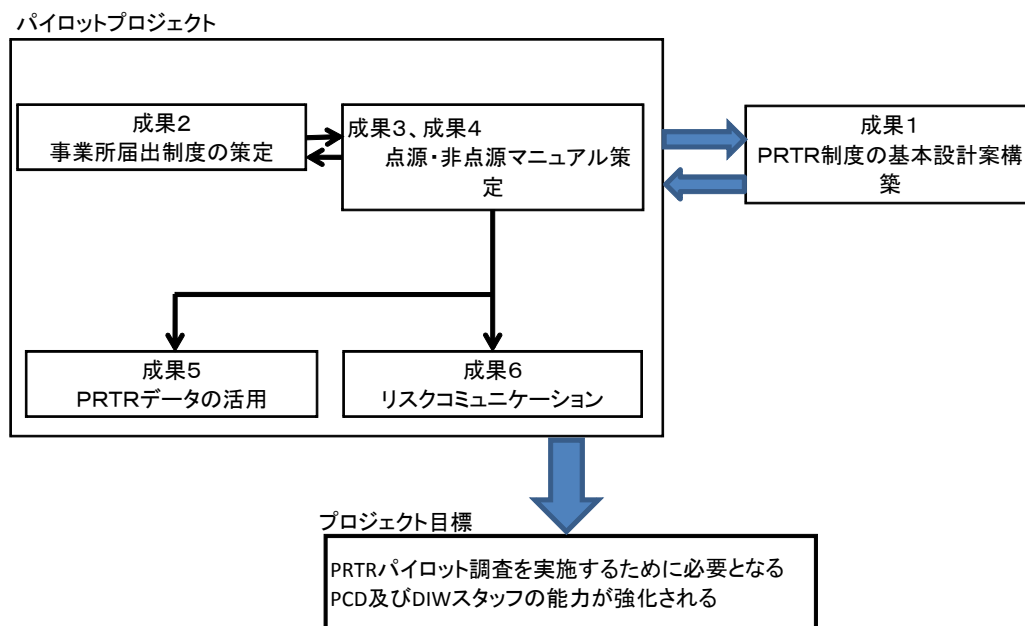 パイロットプロジェクト
成果2
事業所届出制度の策定
成果3、成果4
点源・非点源マニュアル策
定
成果1
PRTR制度の基本設計案構
築
成果5
PRTRデータの活用
成果6
リスクコミュニケーション
プロジェクト目標
PRTRパイロット調査を実施するために必要となる
PCD及びDIWスタッフの能力が強化される